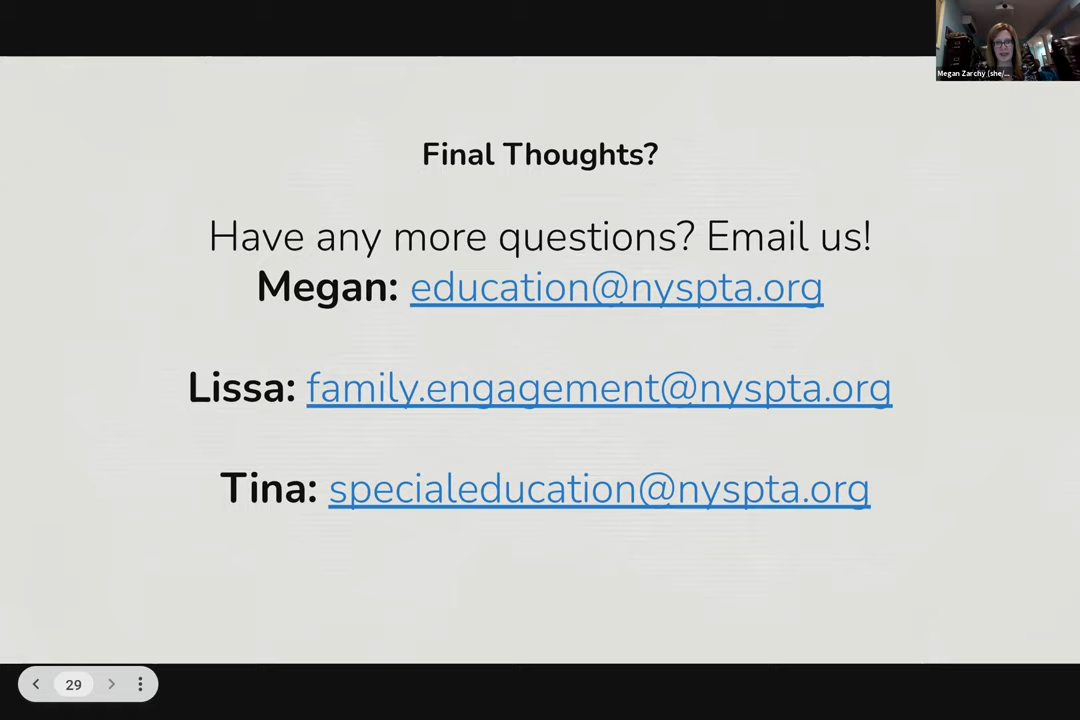 Megan Zarchy (she/...
Final Thoughts?
Have any more questions? Email us!
Megan: education@nyspta.org
Lissa: family.engagement@nyspta.org
Tina: specialeducation@nyspta.org
29